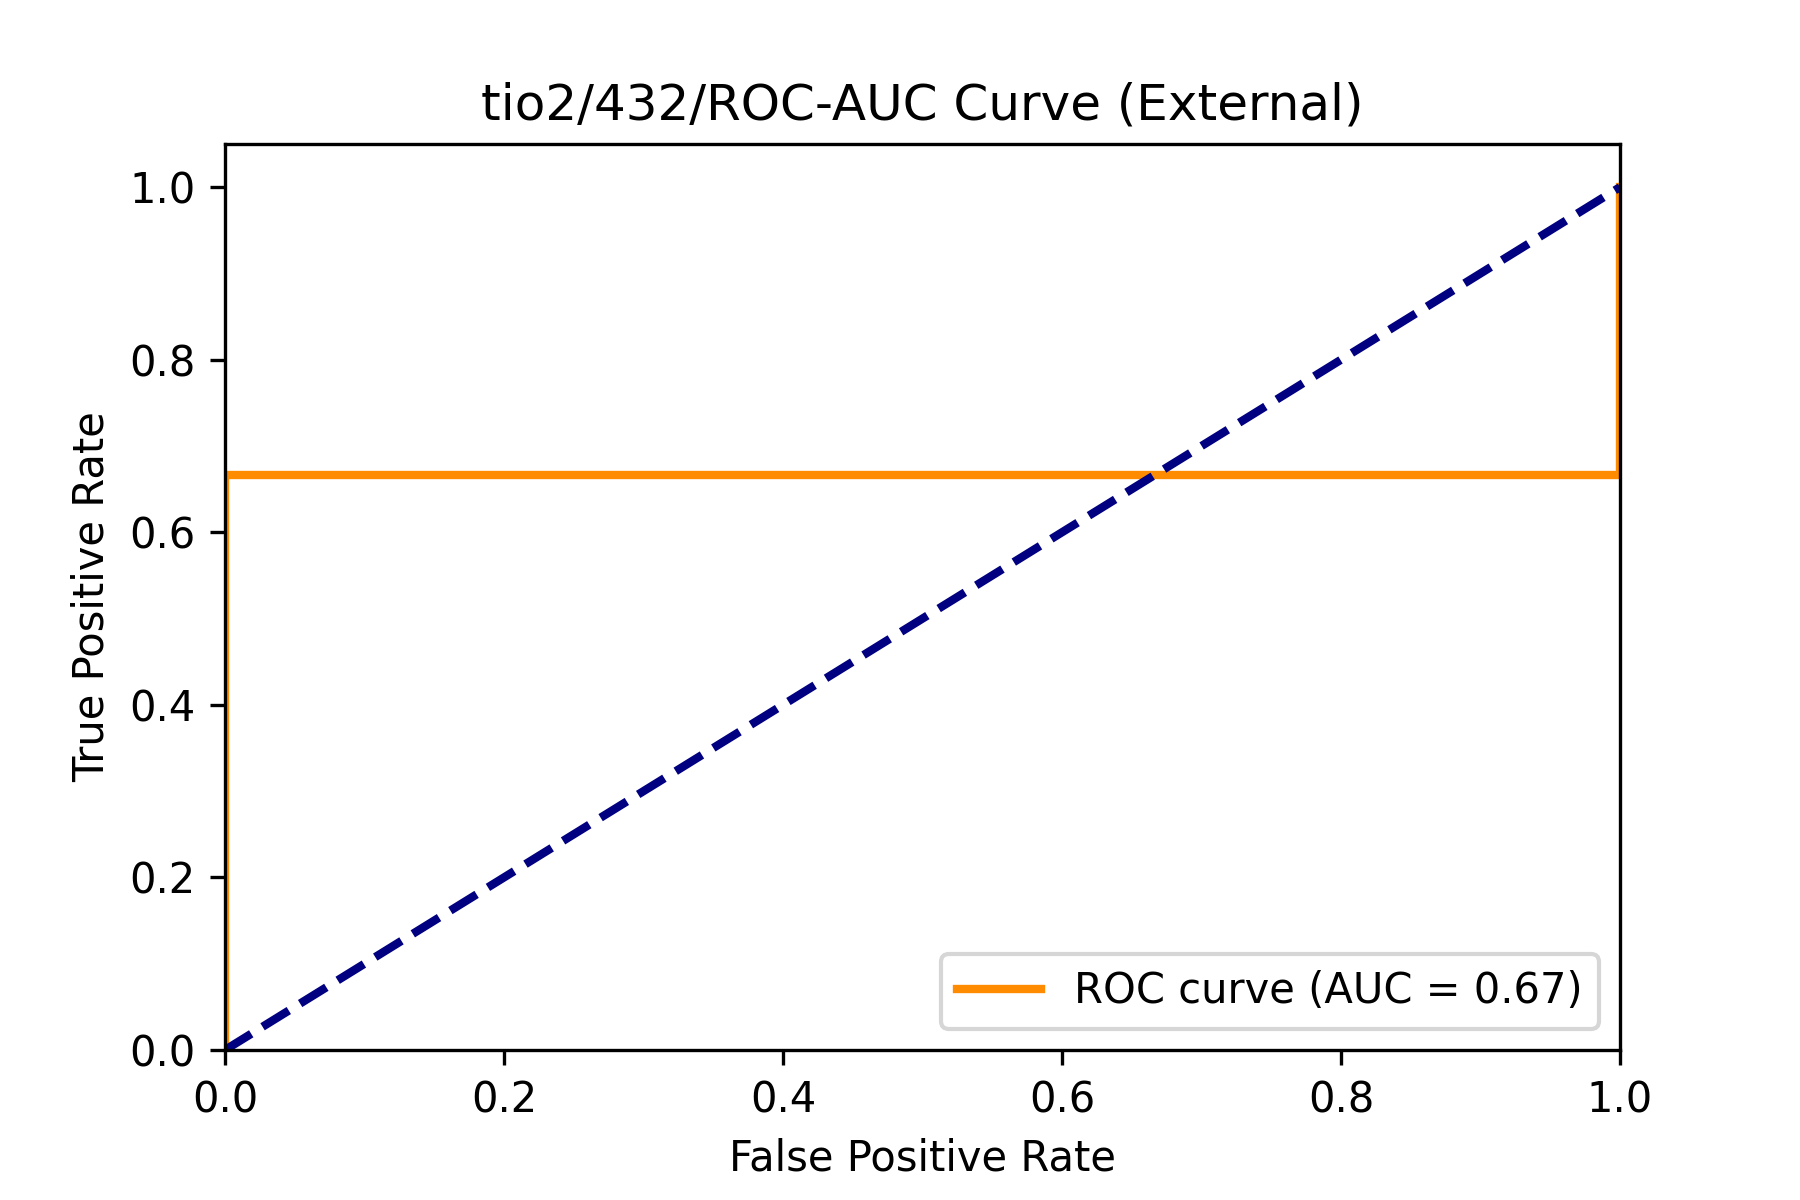 tio2/432/ROC-AUC Curve (External)
True Positive Rate
1.0
0.8
0.6
0.4
0.2
0.0
ROC curve (AUC = 0.67)
0.0 0.2 0.4 0.6 0.8 1.0
False Positive Rate